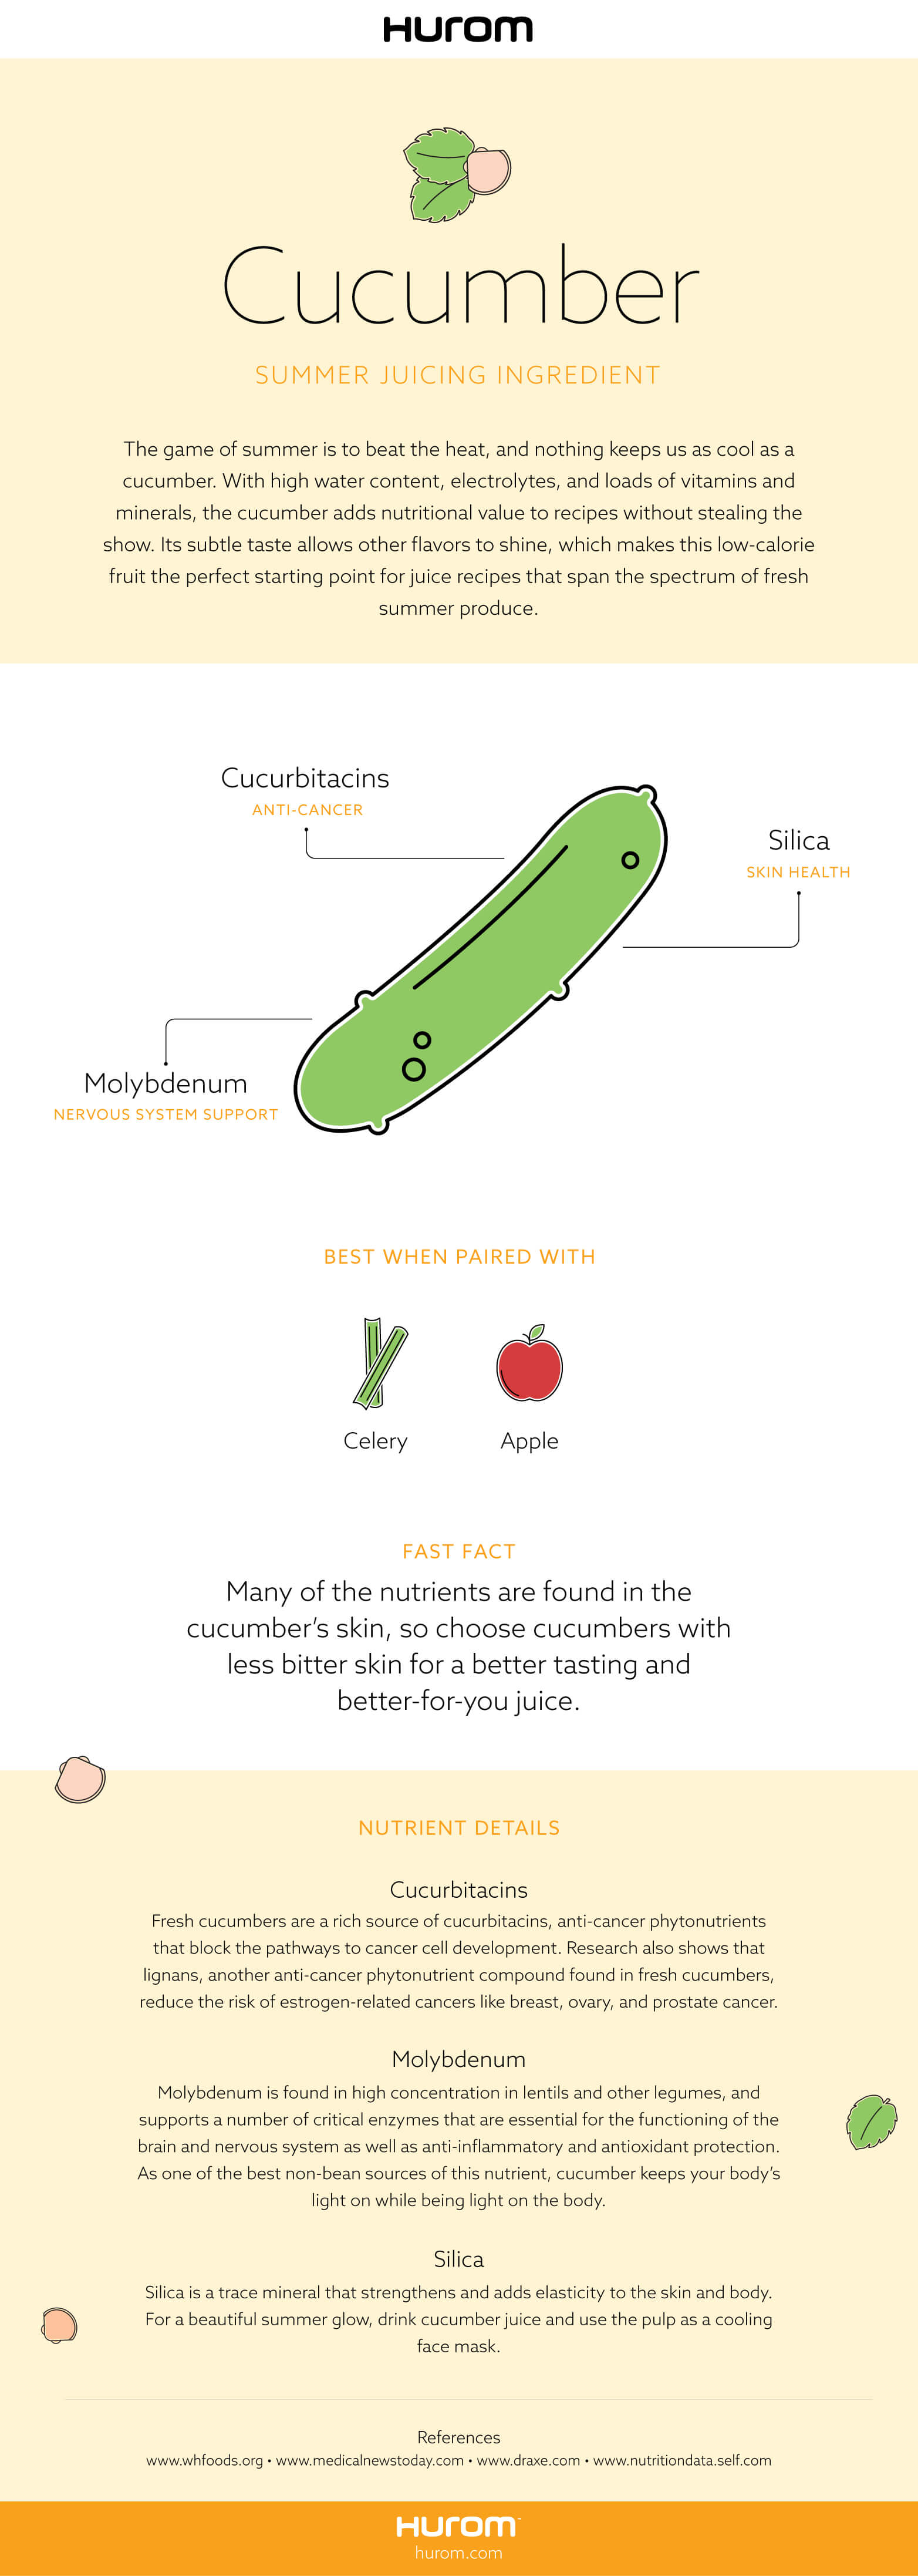 Hurom
Cucumber
SUMMER JUICING INGREDIENT
The game of summer is to beat the heat, and nothing keeps us as cool as a
cucumber. With high water content, electrolytes, and loads of vitamins and
minerals, the cucumber adds nutritional value to recipes without stealing the
show. Its subtle taste allows other flavors to shine, which makes this low-calorie
fruit the perfect starting point for juice recipes that span the spectrum of fresh
summer produce.
Cucurbitacins
ANTI-CANCER
Silica
SKIN HEALTH
Molybdenum
NERVOUS SYSTEM SUPPORT
BEST WHEN PAIRED WITH
Celery
Apple
FAST FACT
Many of the nutrients are found in the
cucumber’s skin, so choose cucumbers with
less bitter skin for a better tasting and
better-for-you juice.
NUTRIENT DETAILS
Cucurbitacins
Fresh cucumbers are a rich source of cucurbitacins, anti-cancer phytonutrients
that block the pathways to cancer cell development. Research also shows that
lignans, another anti-cancer phytonutrient compound found in fresh cucumbers,
reduce the risk of estrogen-related cancers like breast, ovary, and prostate cancer.
Molybdenum
Molybdenum is found in high concentration in lentils and other legumes, and
supports a number of critical enzymes that are essential for the functioning of the
brain and nervous system as well as anti-inflammatory and antioxidant protection.
As one of the best non-bean sources of this nutrient, cucumber keeps your body’s
light on while being light on the body.
Silica
Silica is a trace mineral that strengthens and adds elasticity to the skin and body.
For a beautiful summer glow, drink cucumber juice and use the pulp as a cooling
face mask.
References
www.whfoods.org • www.medicalnewstoday.com • www.draxe.com • www.nutritiondata.self.com
Hurom™
hurom.com